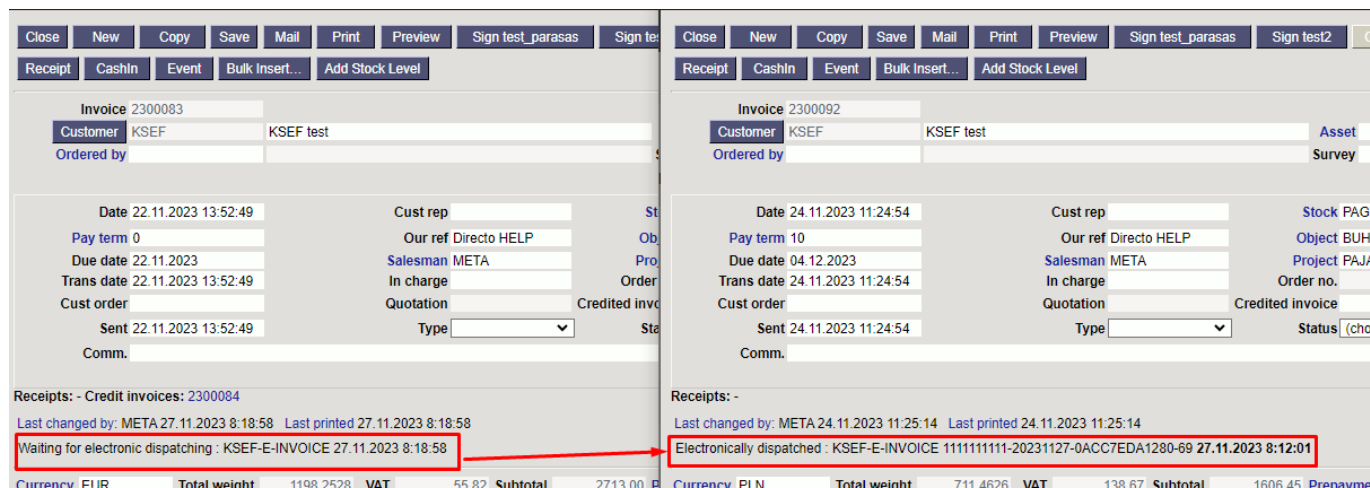 Close New Copy Save Mail Print Preview Sign test_parasas Sign
Receipt CashIn Event Bulk Insert... Add Stock Level
Invoice 2300083
Customer KSEF KSEF test
Ordered by
Date 22.11.2023 13:52:49 Cust rep
Pay term 0 Our ref Directo HELP
Due date 22.11.2023 Salesman META
Trans date 22.11.2023 13:52:49 In charge Order
Cust order Quotation Credited
Sent 22.11.2023 13:52:49 Type
Comm.
Receipts: - Credit invoices: 2300084
Last changed by: META 27.11.2023 8:18:58 Last printed 27.11.2023 8:18:58
Waiting for electronic dispatching : KSEF-E-INVOICE 27.11.2023 8:18:58
Currency EUR Total weight 1198.2528 VAT 55.82 Subtotal 2713.00
Close New Copy Save Mail Print Preview Sign test_parasas Sign test2
Receipt CashIn Event Bulk Insert... Add Stock Level
Invoice 2300092
Customer KSEF KSEF test Asset
Ordered by Survey
Date 24.11.2023 11:24:54 Cust rep Stock PAG
Pay term 10 Our ref Directo HELP Object BUH
Due date 04.12.2023 Salesman META Project PAJA
Trans date 24.11.2023 11:24:54 In charge Order no.
Cust order Quotation Credited invoice
Sent 24.11.2023 11:24:54 Type Status (cho
Comm.
Receipts: -
Last changed by: META 24.11.2023 11:25:14 Last printed 24.11.2023 11:25:14
Electronically dispatched : KSEF-E-INVOICE 1111111111-20231127-0ACC7EDA1280-69 27.11.2023 8:12:01
Currency PLN Total weight 711.4626 VAT 138.67 Subtotal 1606.45 Prepayme